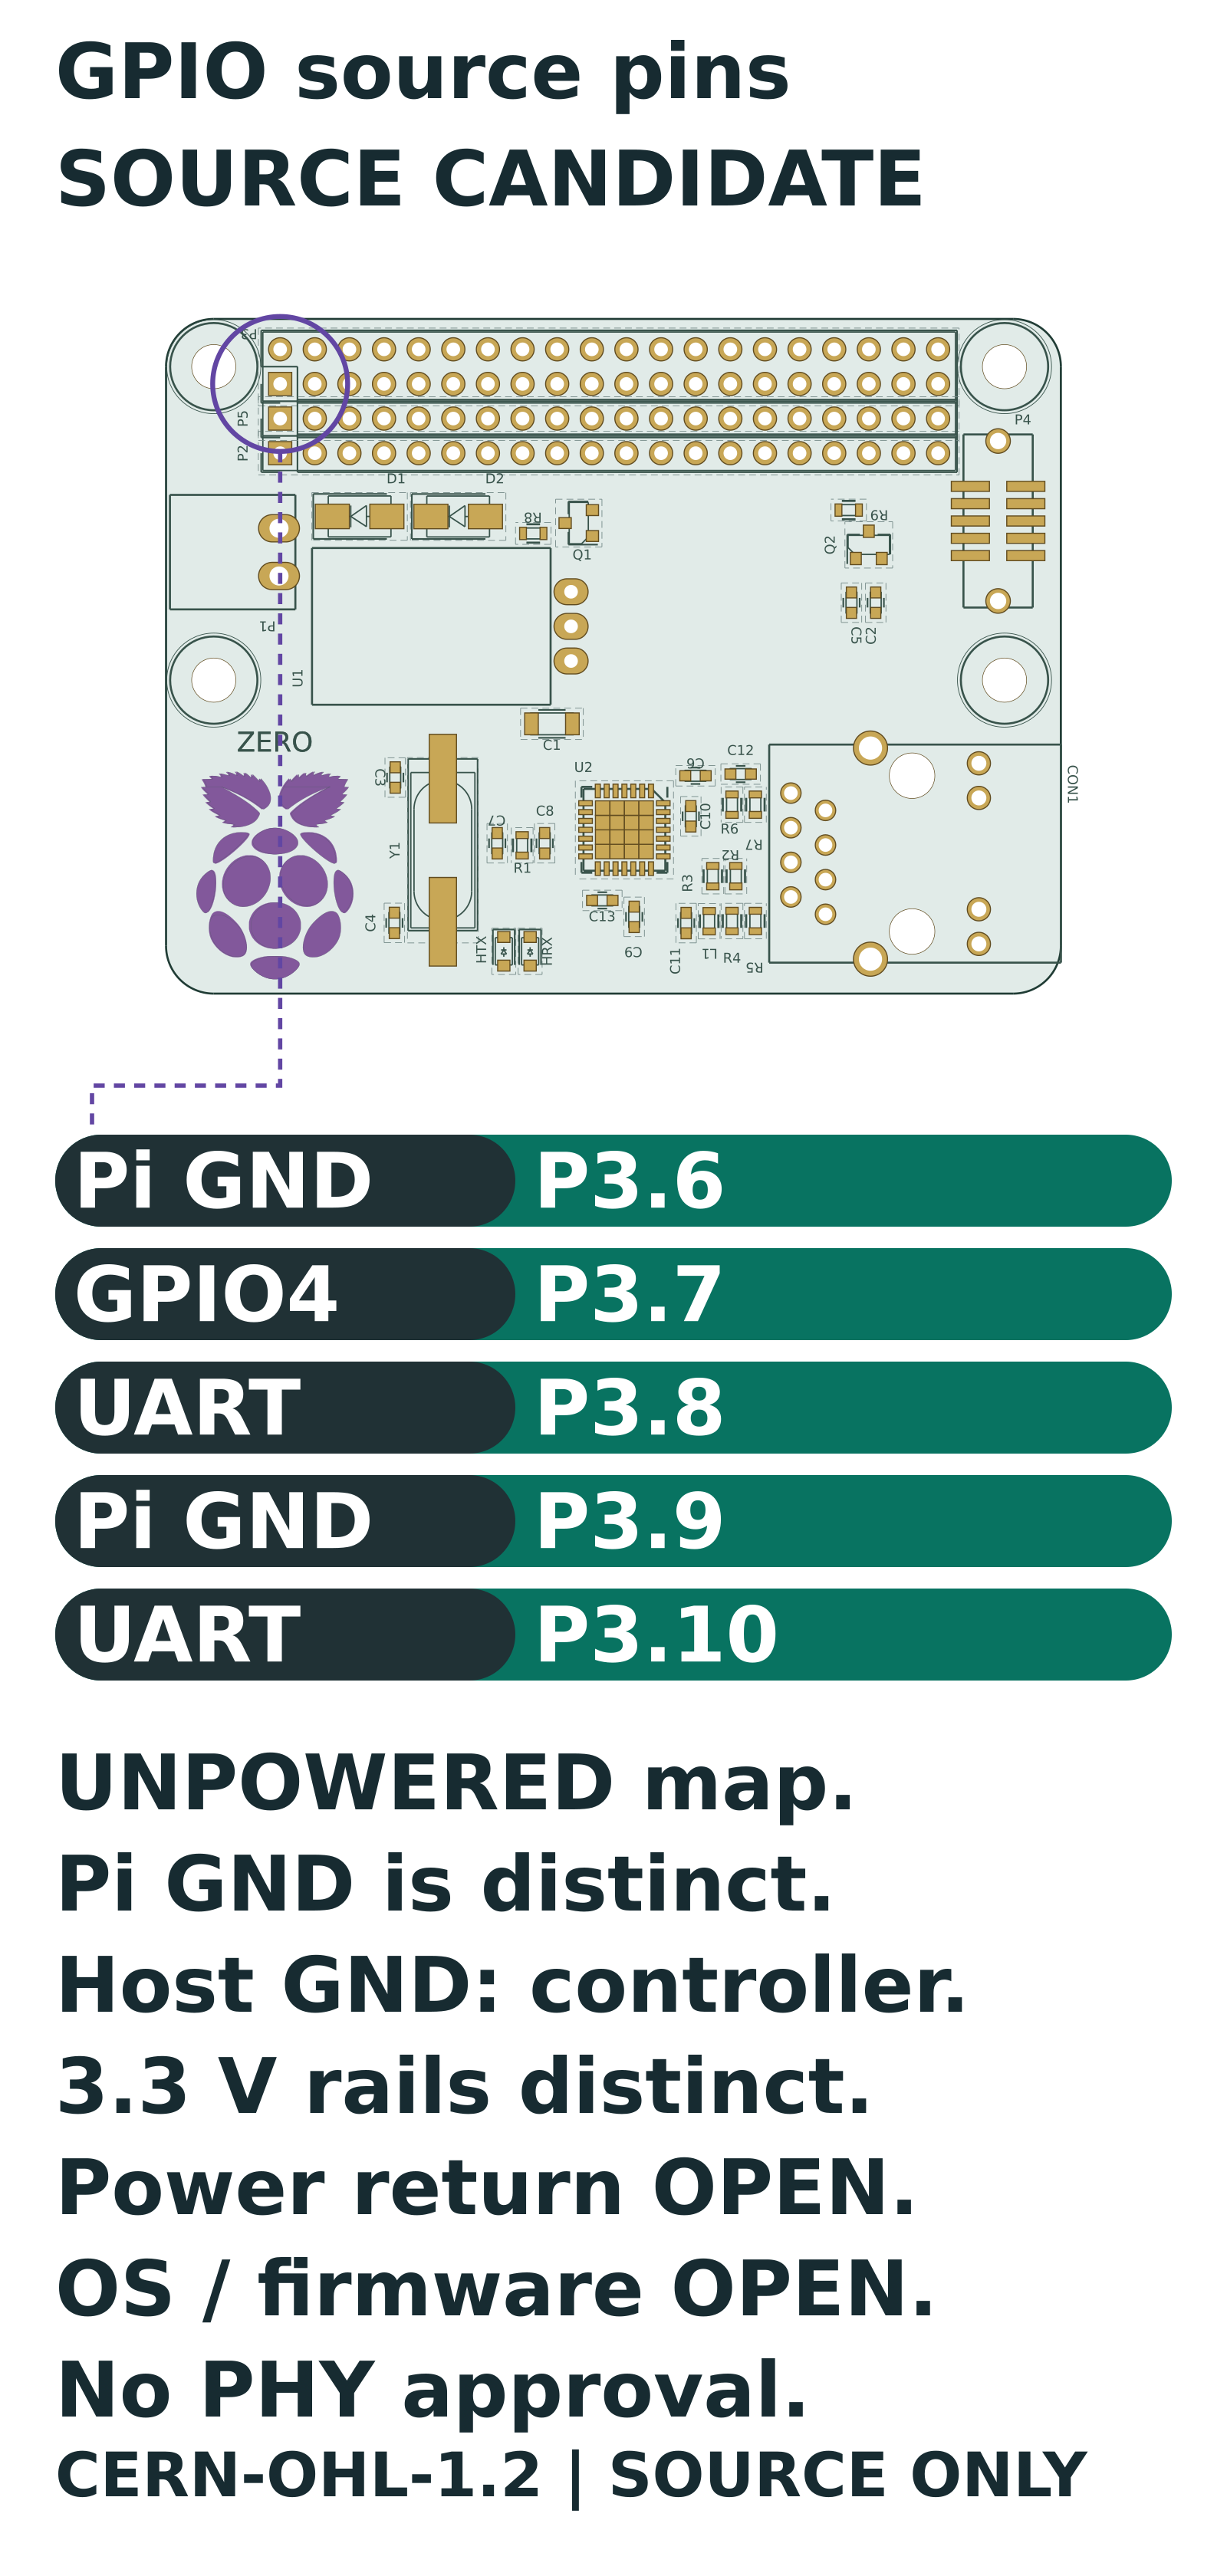 GPIO source pins
SOURCE CANDIDATE
P3
P5
P2
P4
D1 D2
R8
Q1
R9
Q2
C5 C2
P1
U1
C1
ZERO
C3
Y1
C4
C7
C8
R1
HTX
HRX
U2
C13
C9
C6
C12
C10
R6
R7
R2
R3
C11
L1
R4
R5
CON1
Pi GND P3.6
GPIO4 P3.7
UART P3.8
Pi GND P3.9
UART P3.10
UNPOWERED map.
Pi GND is distinct.
Host GND: controller.
3.3 V rails distinct.
Power return OPEN.
OS / firmware OPEN.
No PHY approval.
CERN-OHL-1.2 | SOURCE ONLY